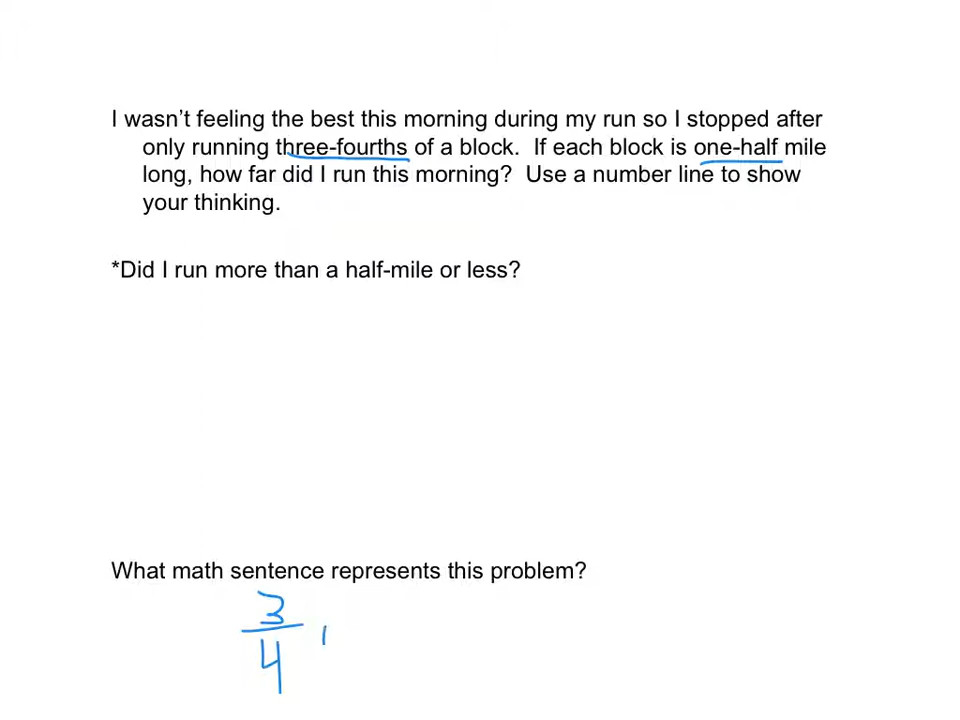 I wasn’t feeling the best this morning during my run so I stopped after
only running three-fourths of a block.  If each block is one-half mile
long, how far did I run this morning?  Use a number line to show
your thinking.
*Did I run more than a half-mile or less?
What math sentence represents this problem?
3
4